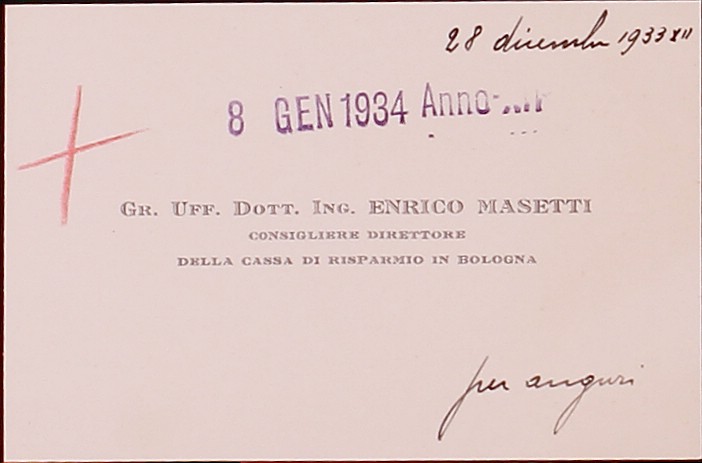 28 dicembre 1933 XII
8 GEN 1934 Anno
GR. UFF. DOTT. ING. ENRICO MASETTI
CONSIGLIERE DIRETTORE
DELLA CASSA DI RISPARMIO IN BOLOGNA
per auguri